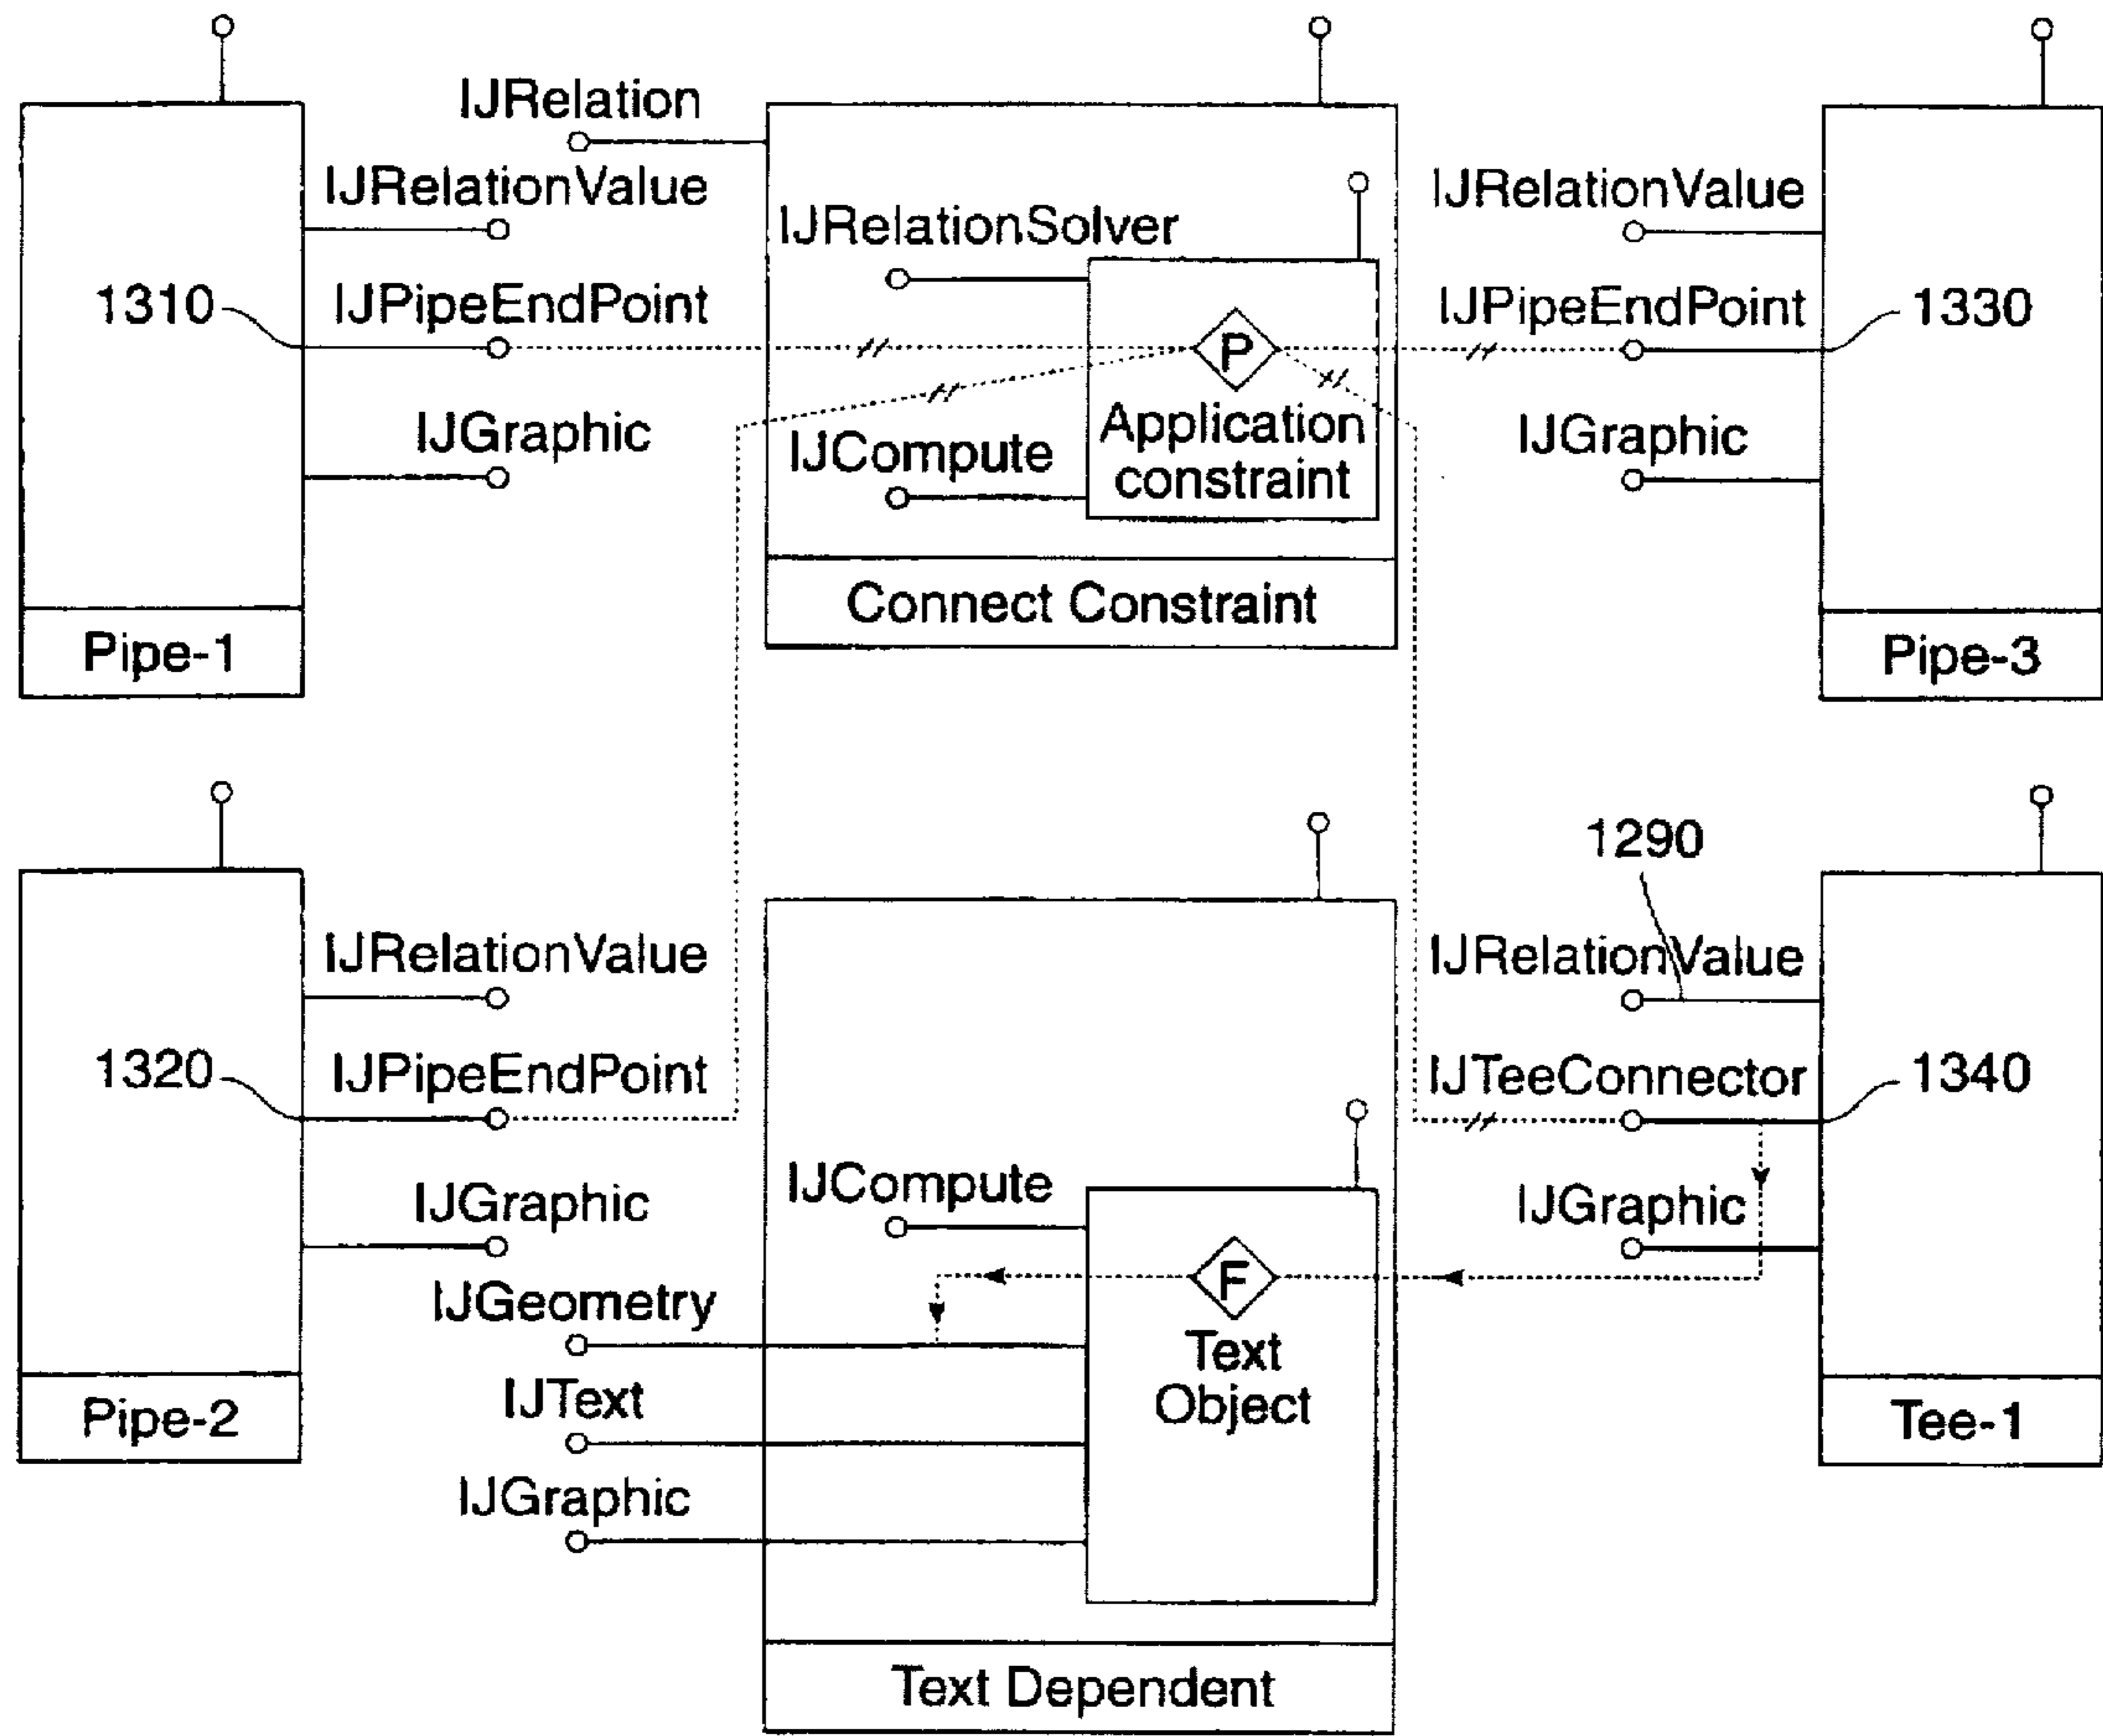 IJRelation
IJRelationValue
IJRelationSolver
IJRelationValue
1310
IJPipeEndPoint
P
IJPipeEndPoint
1330
IJGraphic
IJCompute
Application
constraint
IJGraphic
Pipe-1
Connect Constraint
Pipe-3
1290
IJRelationValue
IJRelationValue
1320
IJPipeEndPoint
IJTeeConnector
1340
IJGraphic
IJCompute
IJGraphic
F
IJGeometry
Text
Object
IJText
IJGraphic
Pipe-2
Tee-1
Text Dependent